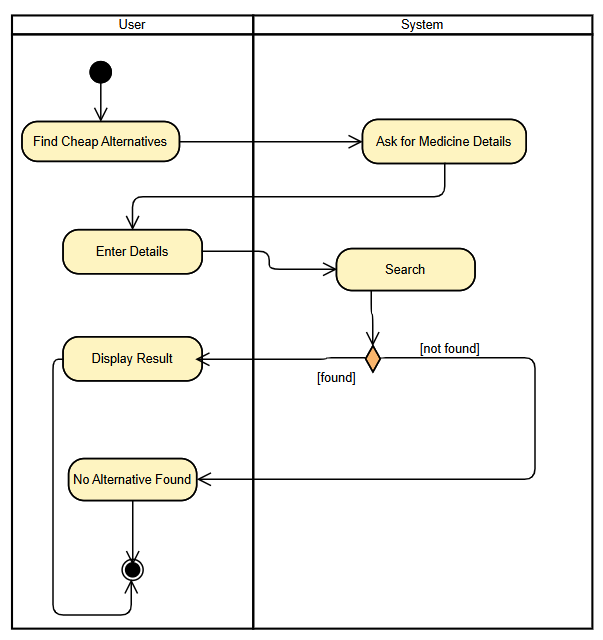 User
System
Find Cheap Alternatives
Ask for Medicine Details
Enter Details
Search
[not found]
Display Result
[found]
No Alternative Found